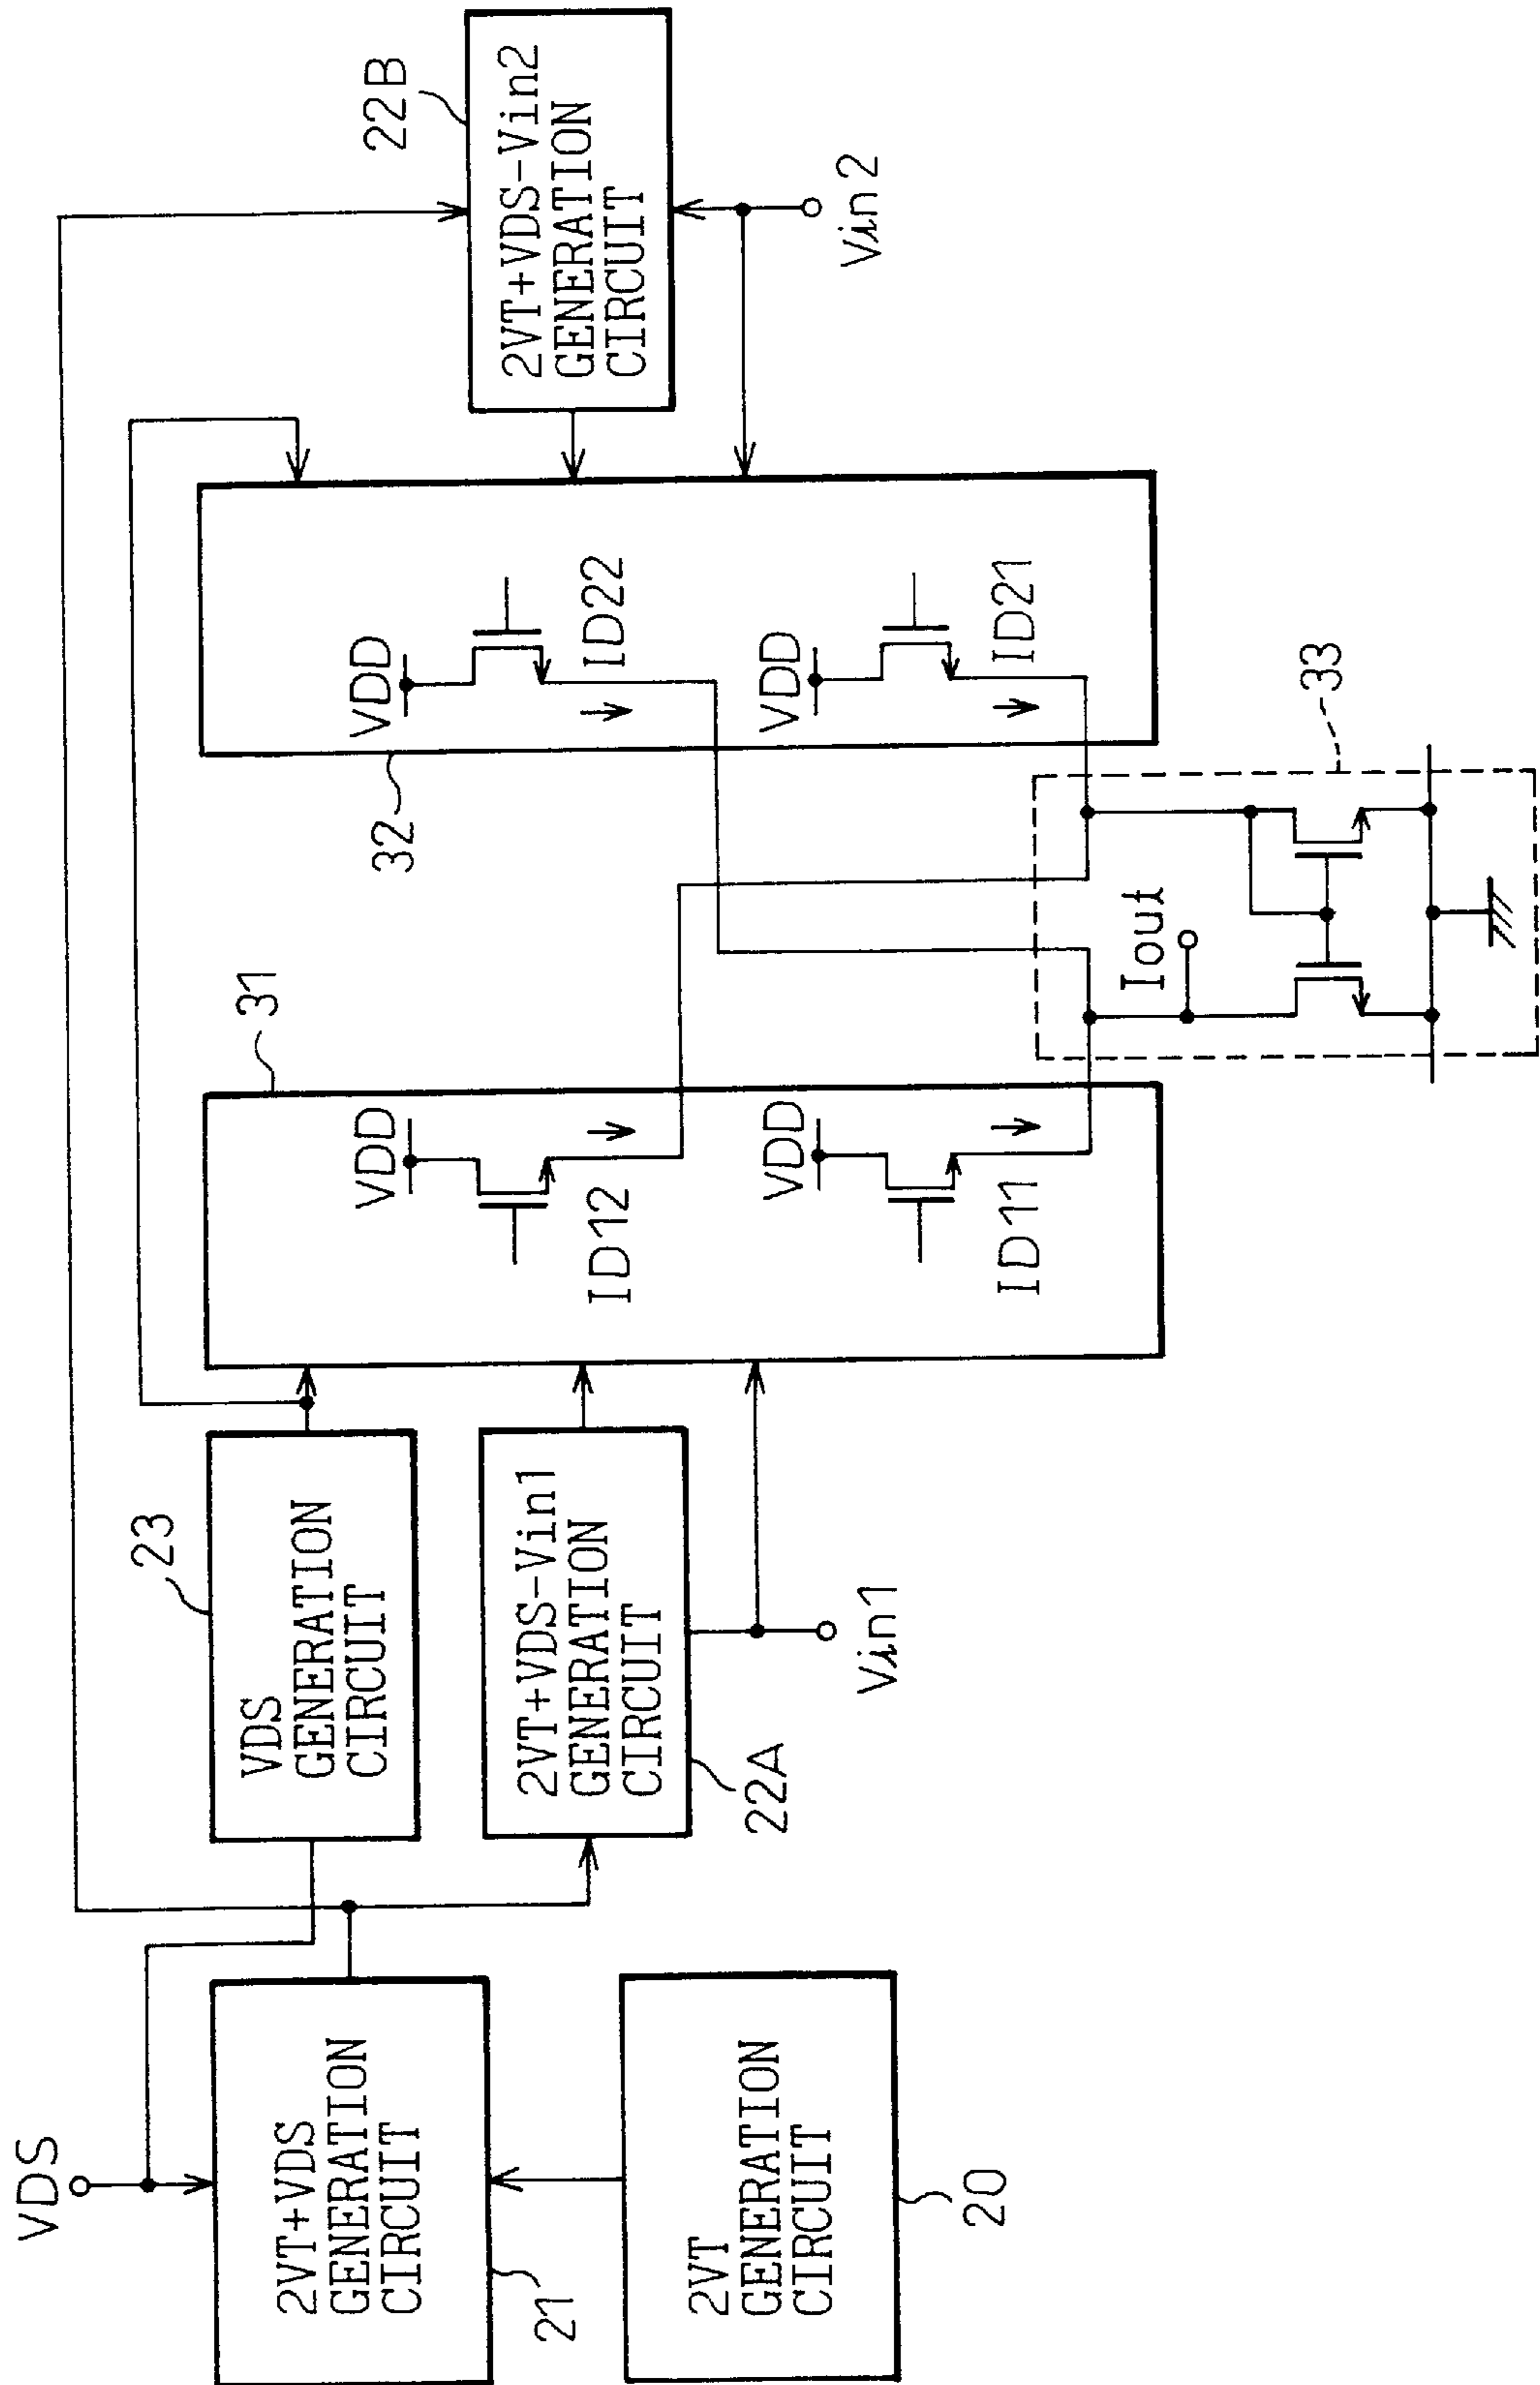 VDS
2VT+VDS
GENERATION
CIRCUIT
21
2VT
GENERATION
CIRCUIT
20
23
VDS
GENERATION
CIRCUIT
2VT+VDS-Vin1
GENERATION
CIRCUIT
22A
Vin1
31
VDD
ID12
VDD
ID11
32
VDD
ID22
VDD
ID21
Iout
33
22B
2VT+VDS-Vin2
GENERATION
CIRCUIT
Vin2